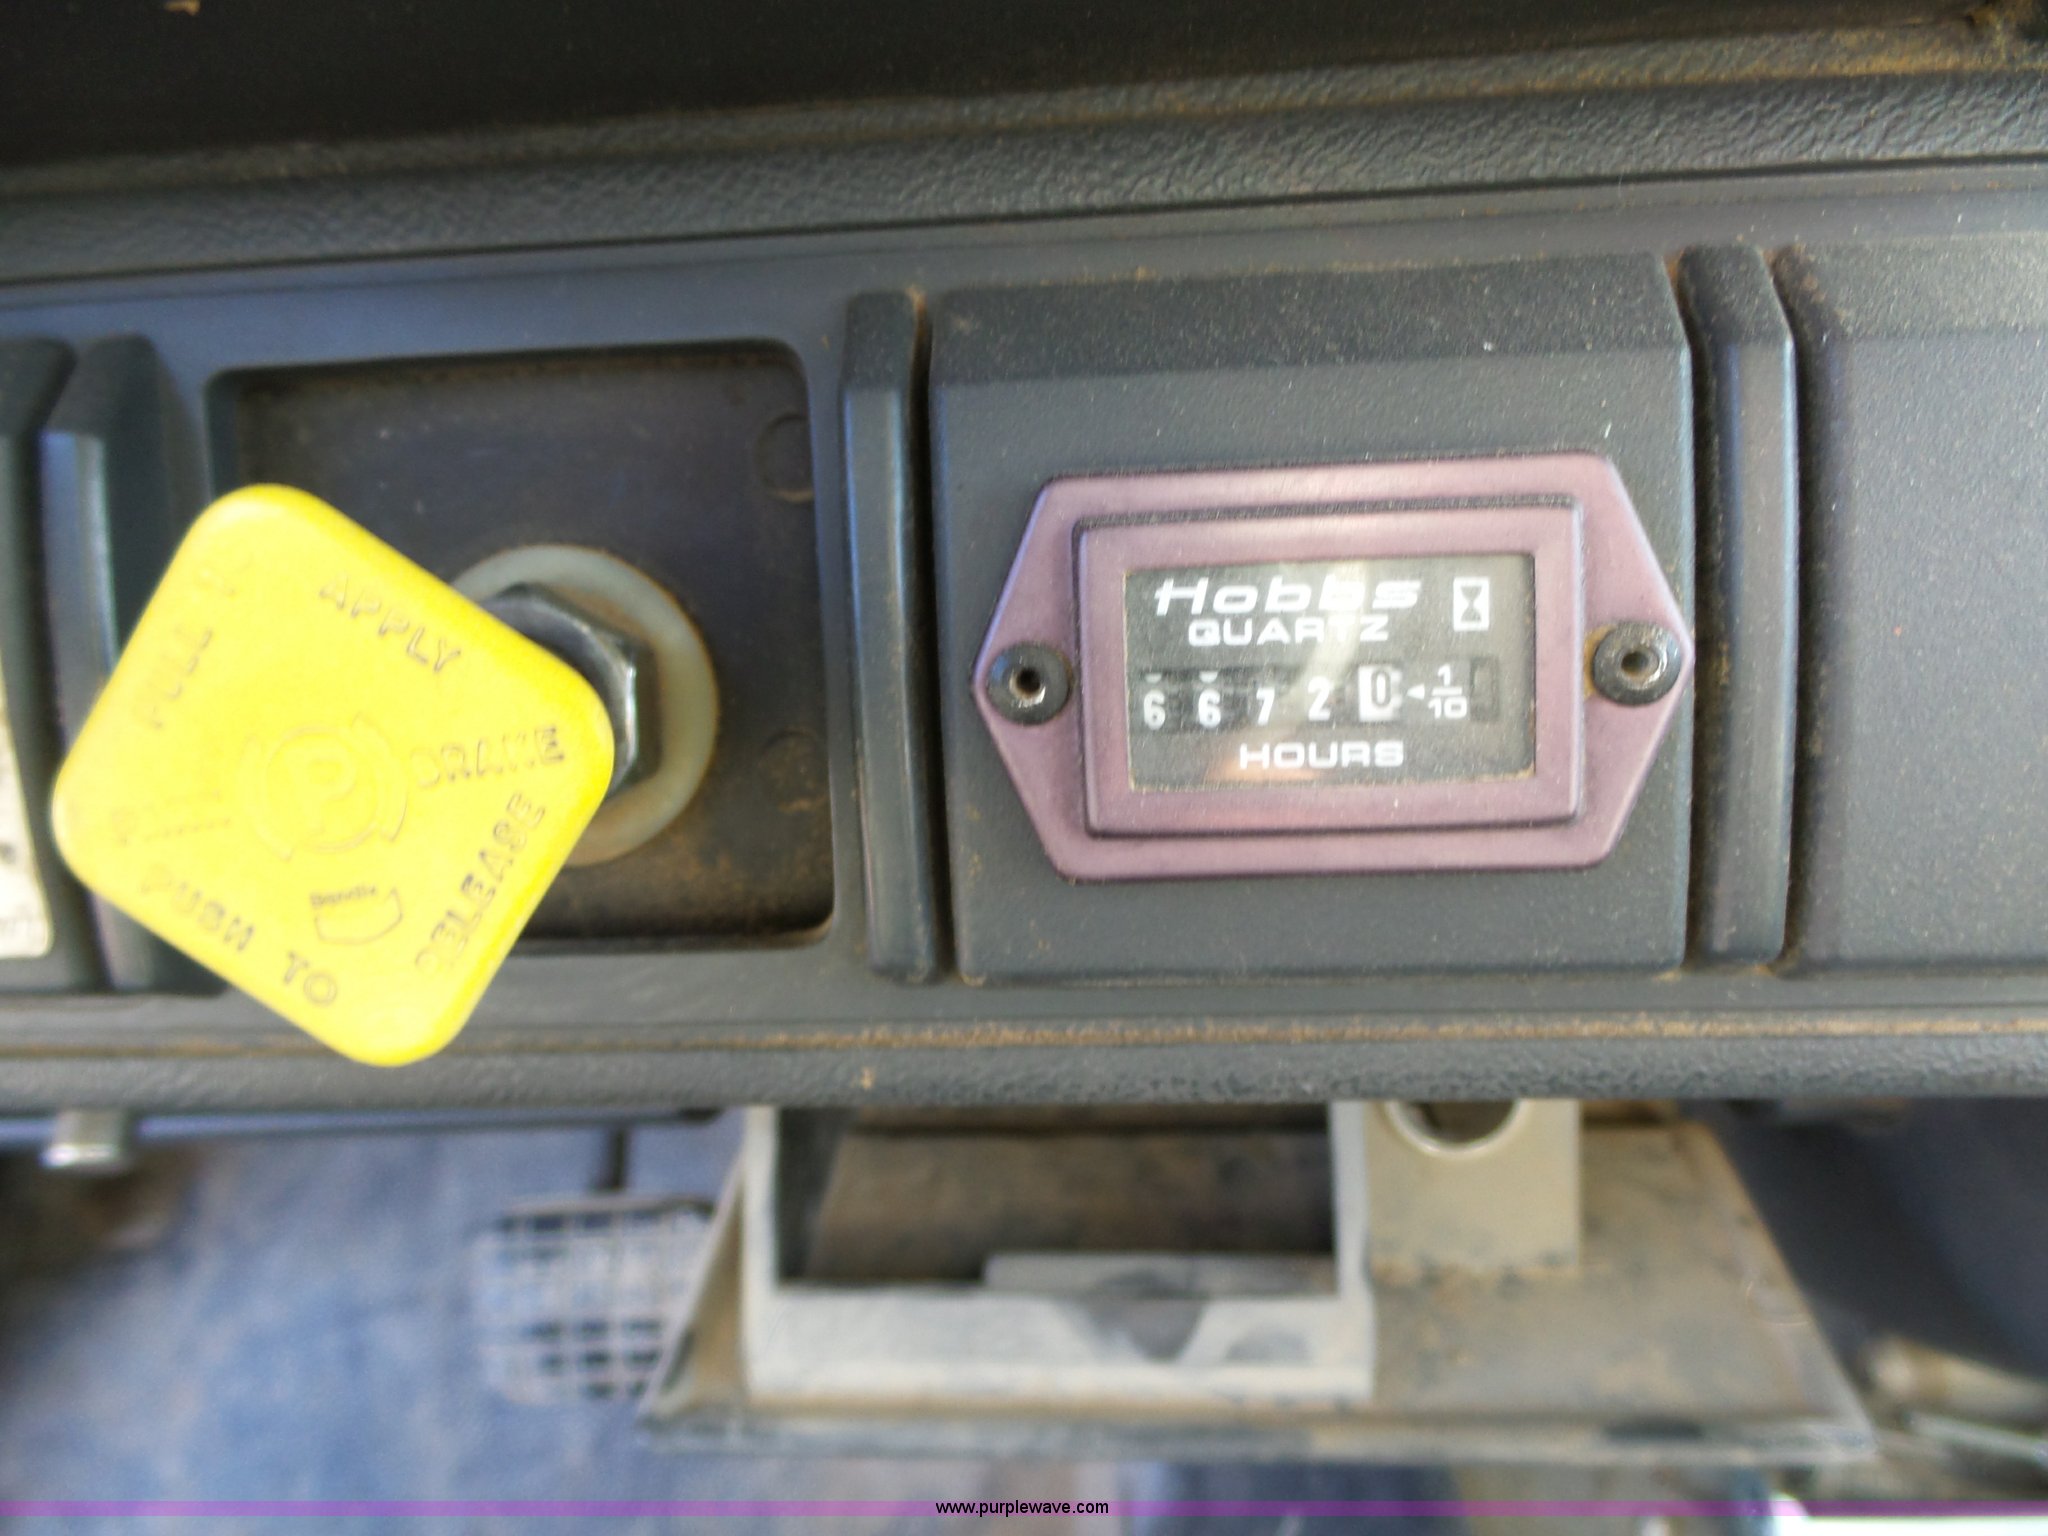 PULL
APPLY
BRAKE
P
PUSH TO
RELEASE
Bendix
Hobbs
QUARTZ
6 6 7 2 0 1/10
HOURS
www.purplewave.com